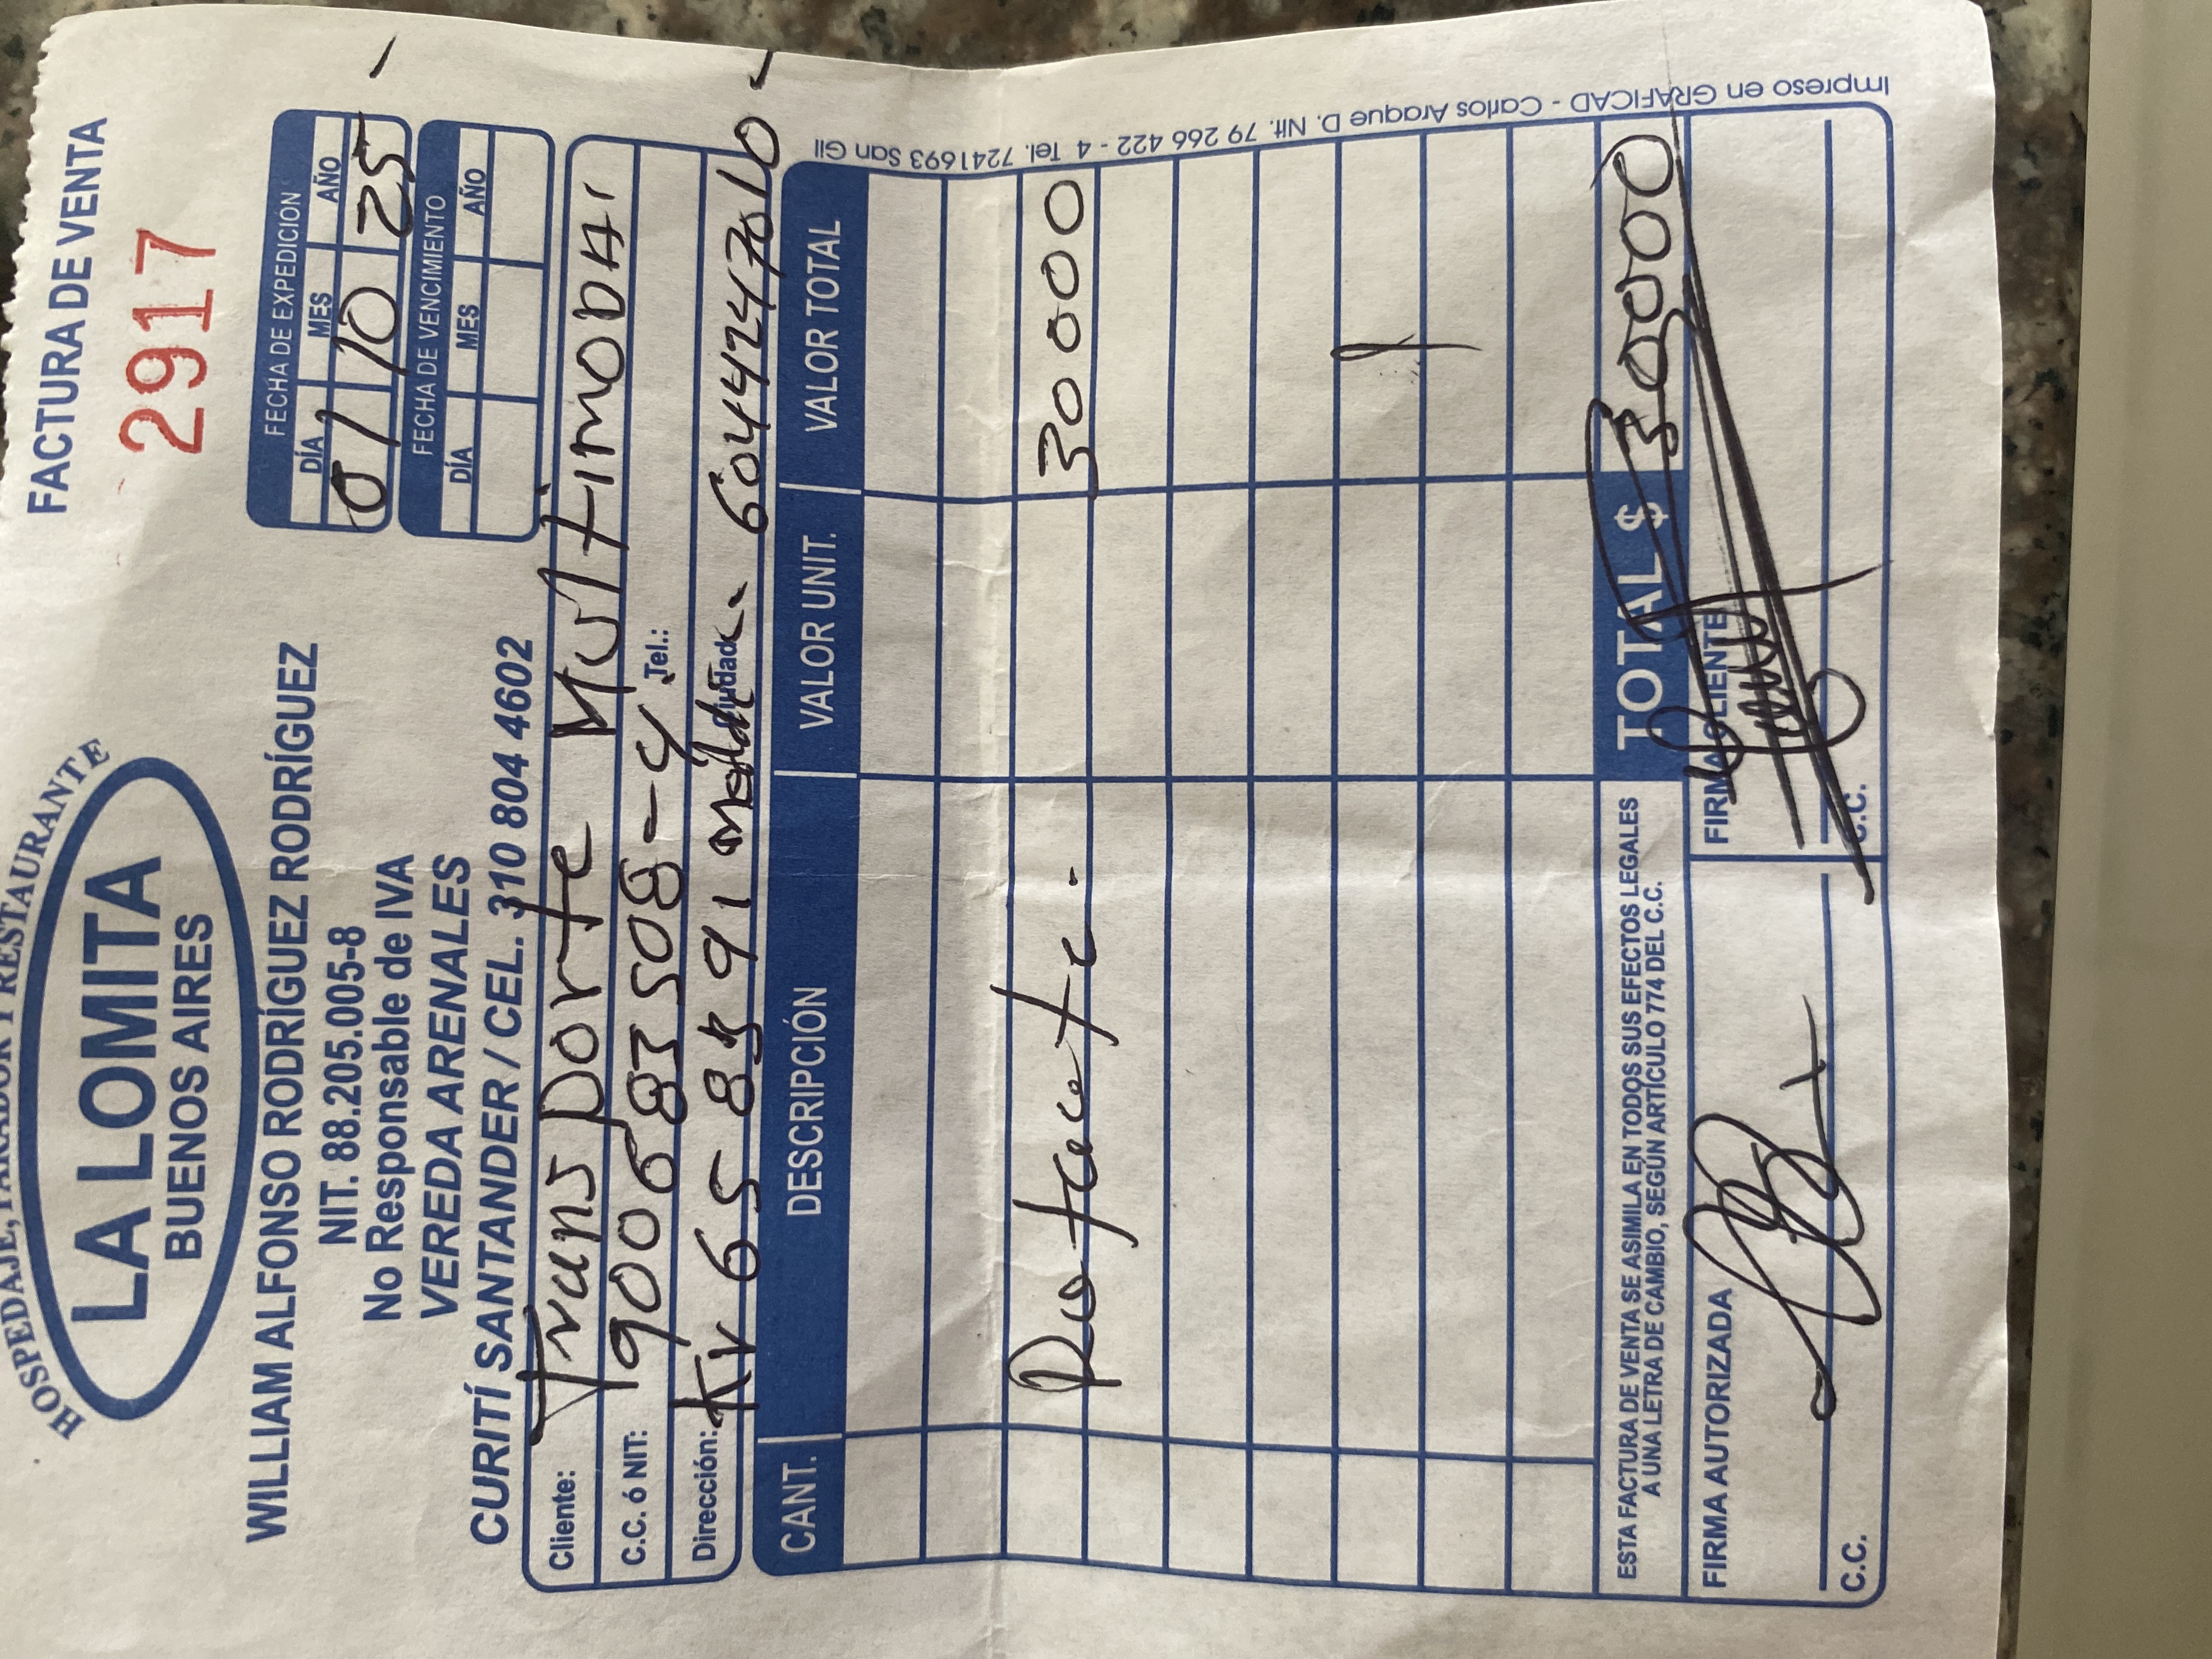 HOSPEDAJE, PARADOR Y RESTAURANTE
LA LOMITA
BUENOS AIRES
FACTURA DE VENTA
2917
WILLIAM ALFONSO RODRÍGUEZ RODRÍGUEZ
NIT. 88.205.005-8
No Responsable de IVA
VEREDA ARENALES
CURITÍ SANTANDER / CEL. 310 804 4602
FECHA DE EXPEDICIÓN
DÍA MES AÑO
01 10 25
FECHA DE VENCIMIENTO
DÍA MES AÑO
Cliente: TransPorte MultimoDAl
C.C. ó NIT: 900683508-4 Tel.:
Dirección: Kr 65 8B 91 Ciudad: 6044247010
CANT. DESCRIPCIÓN VALOR UNIT. VALOR TOTAL
30 000
TOTAL $ 30000
ESTA FACTURA DE VENTA SE ASIMILA EN TODOS SUS EFECTOS LEGALES
A UNA LETRA DE CAMBIO, SEGÚN ARTÍCULO 774 DEL C.C.
FIRMA AUTORIZADA
FIRMA CLIENTE
C.C.
C.C.
Impreso en GRAFICAD - Carlos Araque D. Nit. 79 266 422 - 4 Tel. 7241693 San Gil